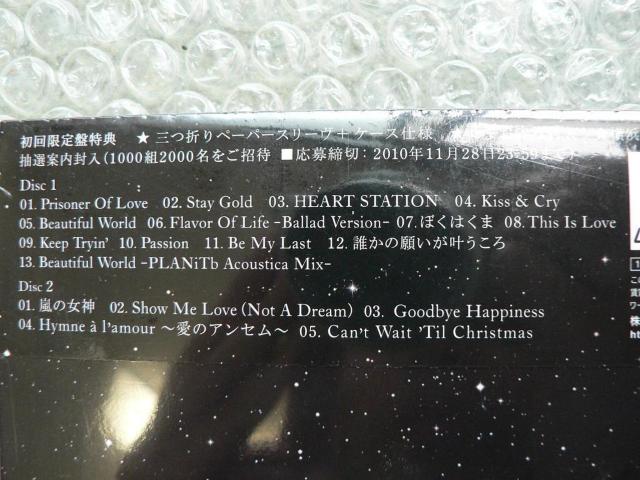 初回限定盤特典 ★ 三つ折りペーパースリーヴ+ケース仕様
抽選案内封入(1000組2000名をご招待 ■応募締切: 2010年11月28日23:59まで)
Disc 1
01. Prisoner Of Love 02. Stay Gold 03. HEART STATION 04. Kiss & Cry
05. Beautiful World 06. Flavor Of Life -Ballad Version- 07. ぼくはくま 08. This Is Love
09. Keep Tryin' 10. Passion 11. Be My Last 12. 誰かの願いが叶うころ
13. Beautiful World -PLANiTb Acoustica Mix-
Disc 2
01. 嵐の女神 02. Show Me Love (Not A Dream) 03. Goodbye Happiness
04. Hymne à l'amour 〜愛のアンセム〜 05. Can't Wait 'Til Christmas